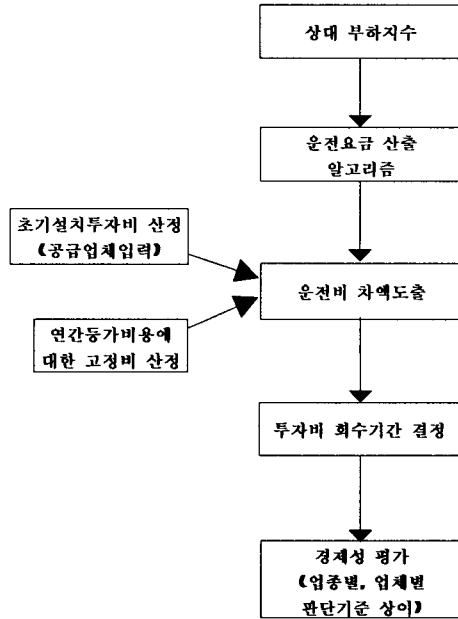 상대 부하지수
운전요금 산출
알고리즘
초기설치투자비 산정
(공급업체입력)
운전비 차액도출
연간등가비용에
대한 고정비 산정
투자비 회수기간 결정
경제성 평가
(업종별, 업체별
판단기준 상이)